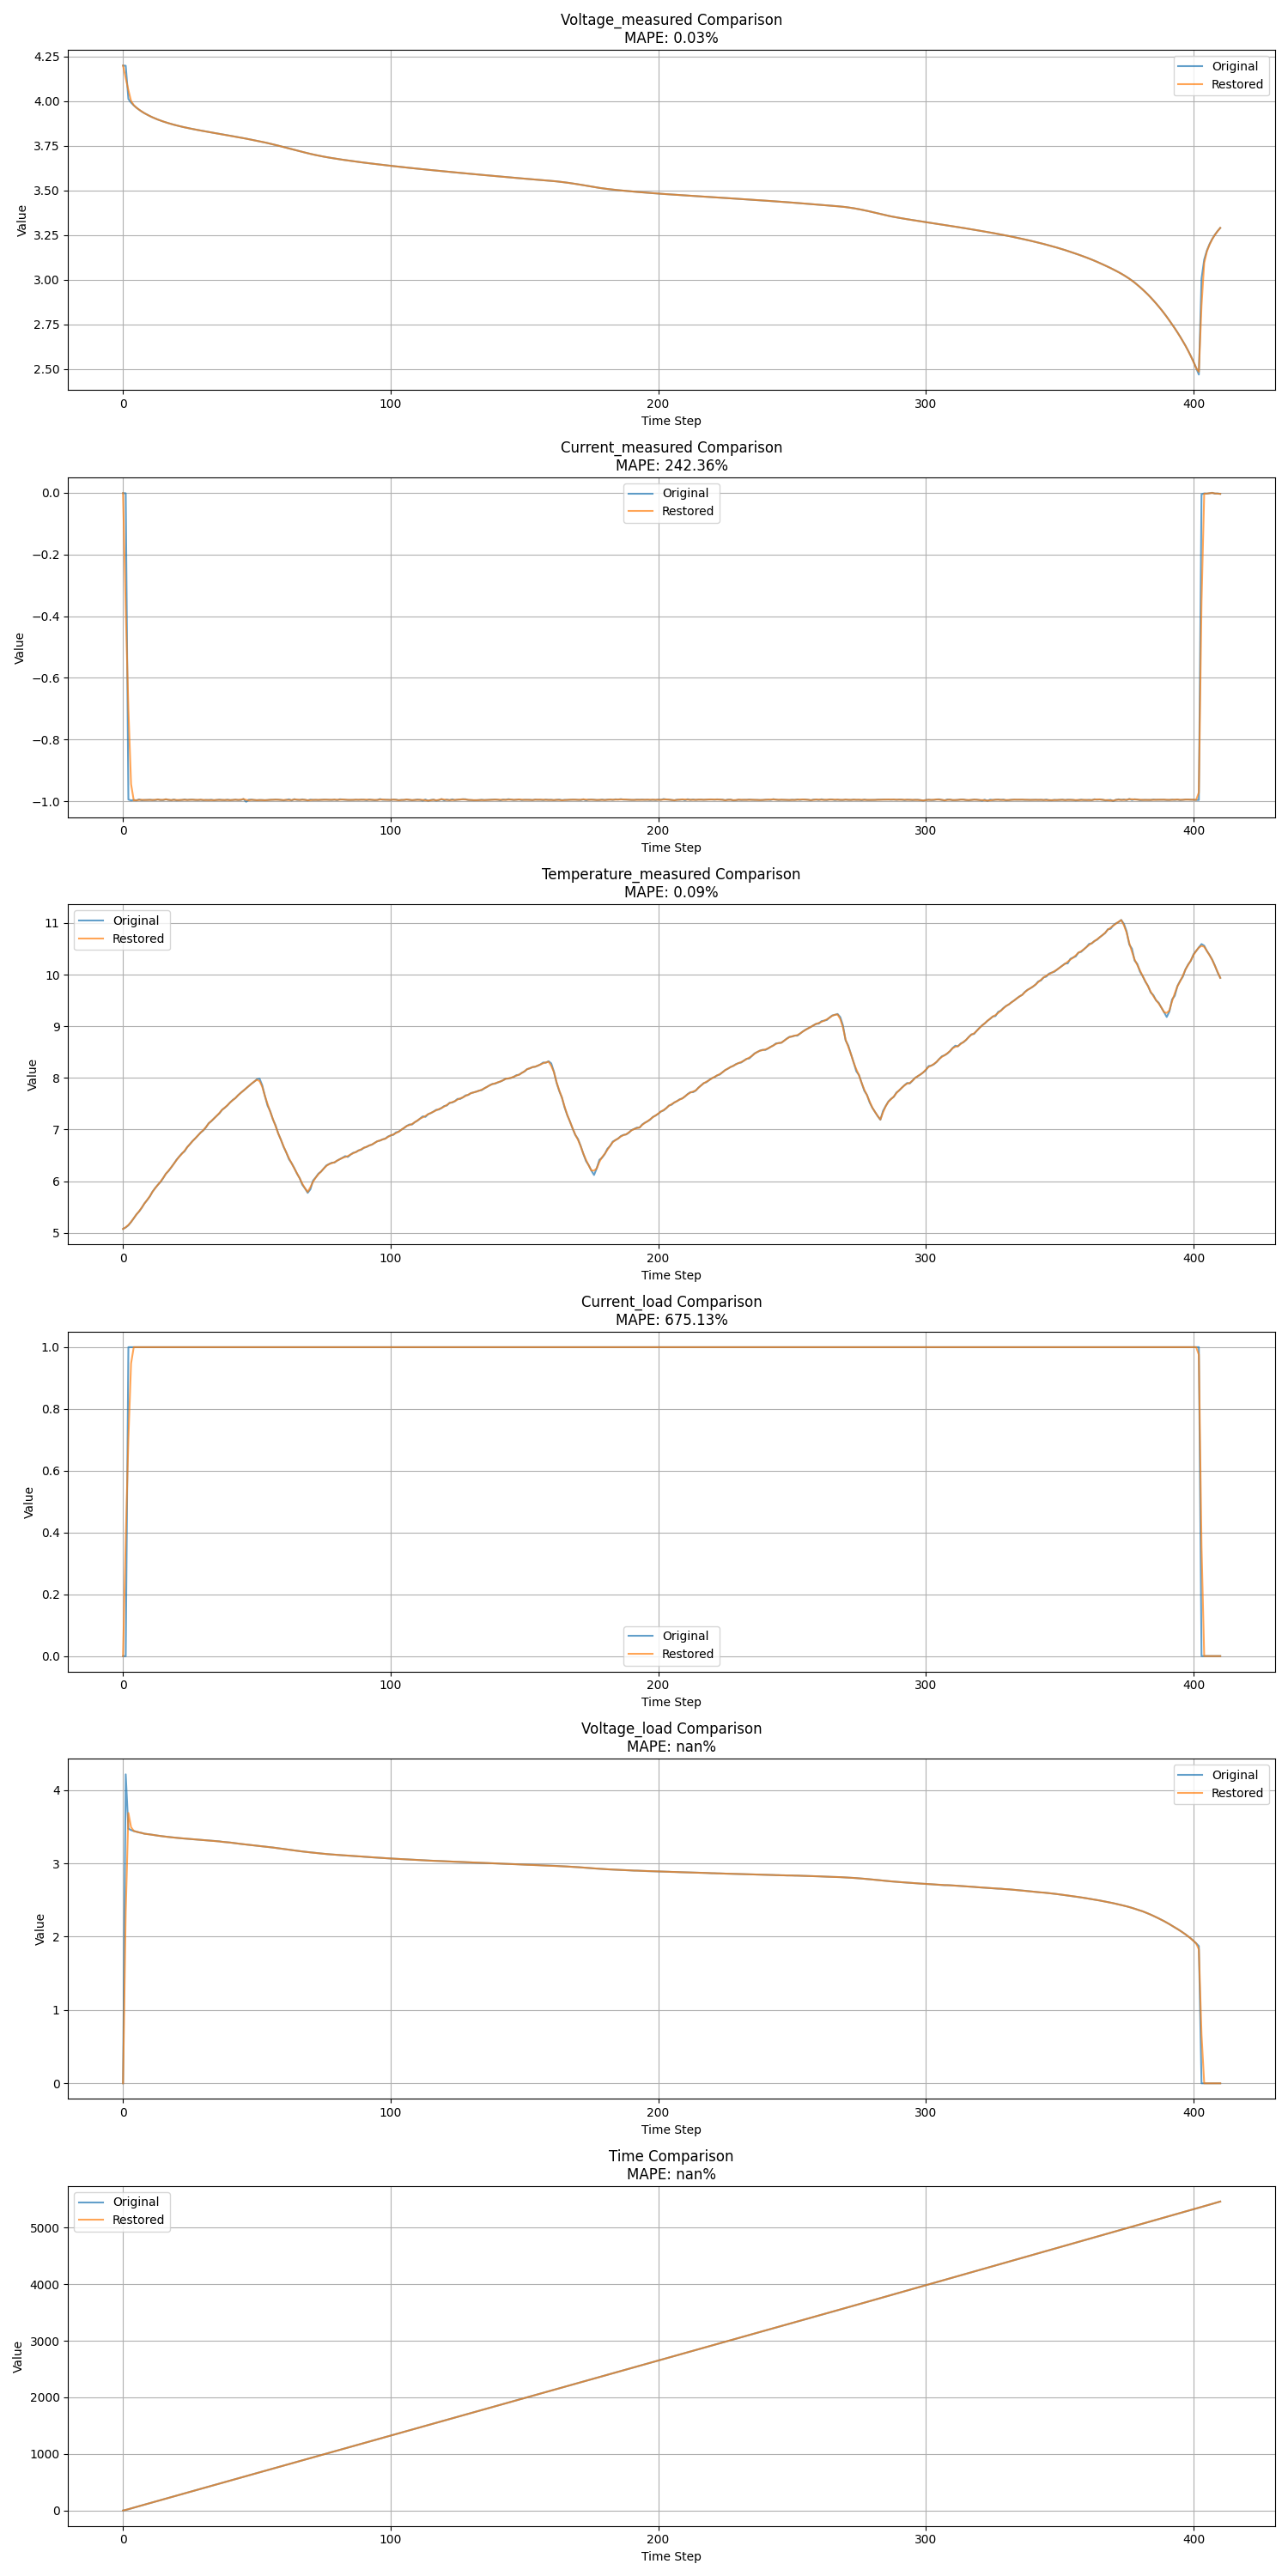 Voltage_measured Comparison
MAPE: 0.03%
4.25
4.00
3.75
3.50
3.25
3.00
2.75
2.50
Value
Original
Restored
0
100
200
300
400
Time Step
Current_measured Comparison
MAPE: 242.36%
0.0
−0.2
−0.4
−0.6
−0.8
−1.0
Value
Original
Restored
0
100
200
300
400
Time Step
Temperature_measured Comparison
MAPE: 0.09%
11
10
9
8
7
6
5
Value
Original
Restored
0
100
200
300
400
Time Step
Current_load Comparison
MAPE: 675.13%
1.0
0.8
0.6
0.4
0.2
0.0
Value
Original
Restored
0
100
200
300
400
Time Step
Voltage_load Comparison
MAPE: nan%
4
3
2
1
0
Value
Original
Restored
0
100
200
300
400
Time Step
Time Comparison
MAPE: nan%
5000
4000
3000
2000
1000
0
Value
Original
Restored
0
100
200
300
400
Time Step